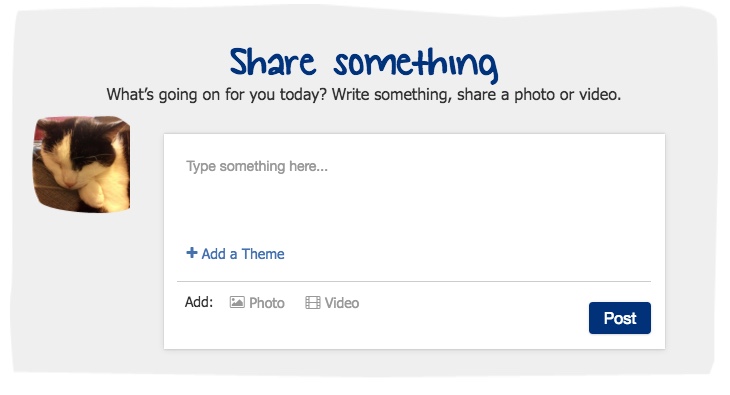 Share something
What's going on for you today? Write something, share a photo or video.
Type something here...
+ Add a Theme
Add: Photo Video
Post